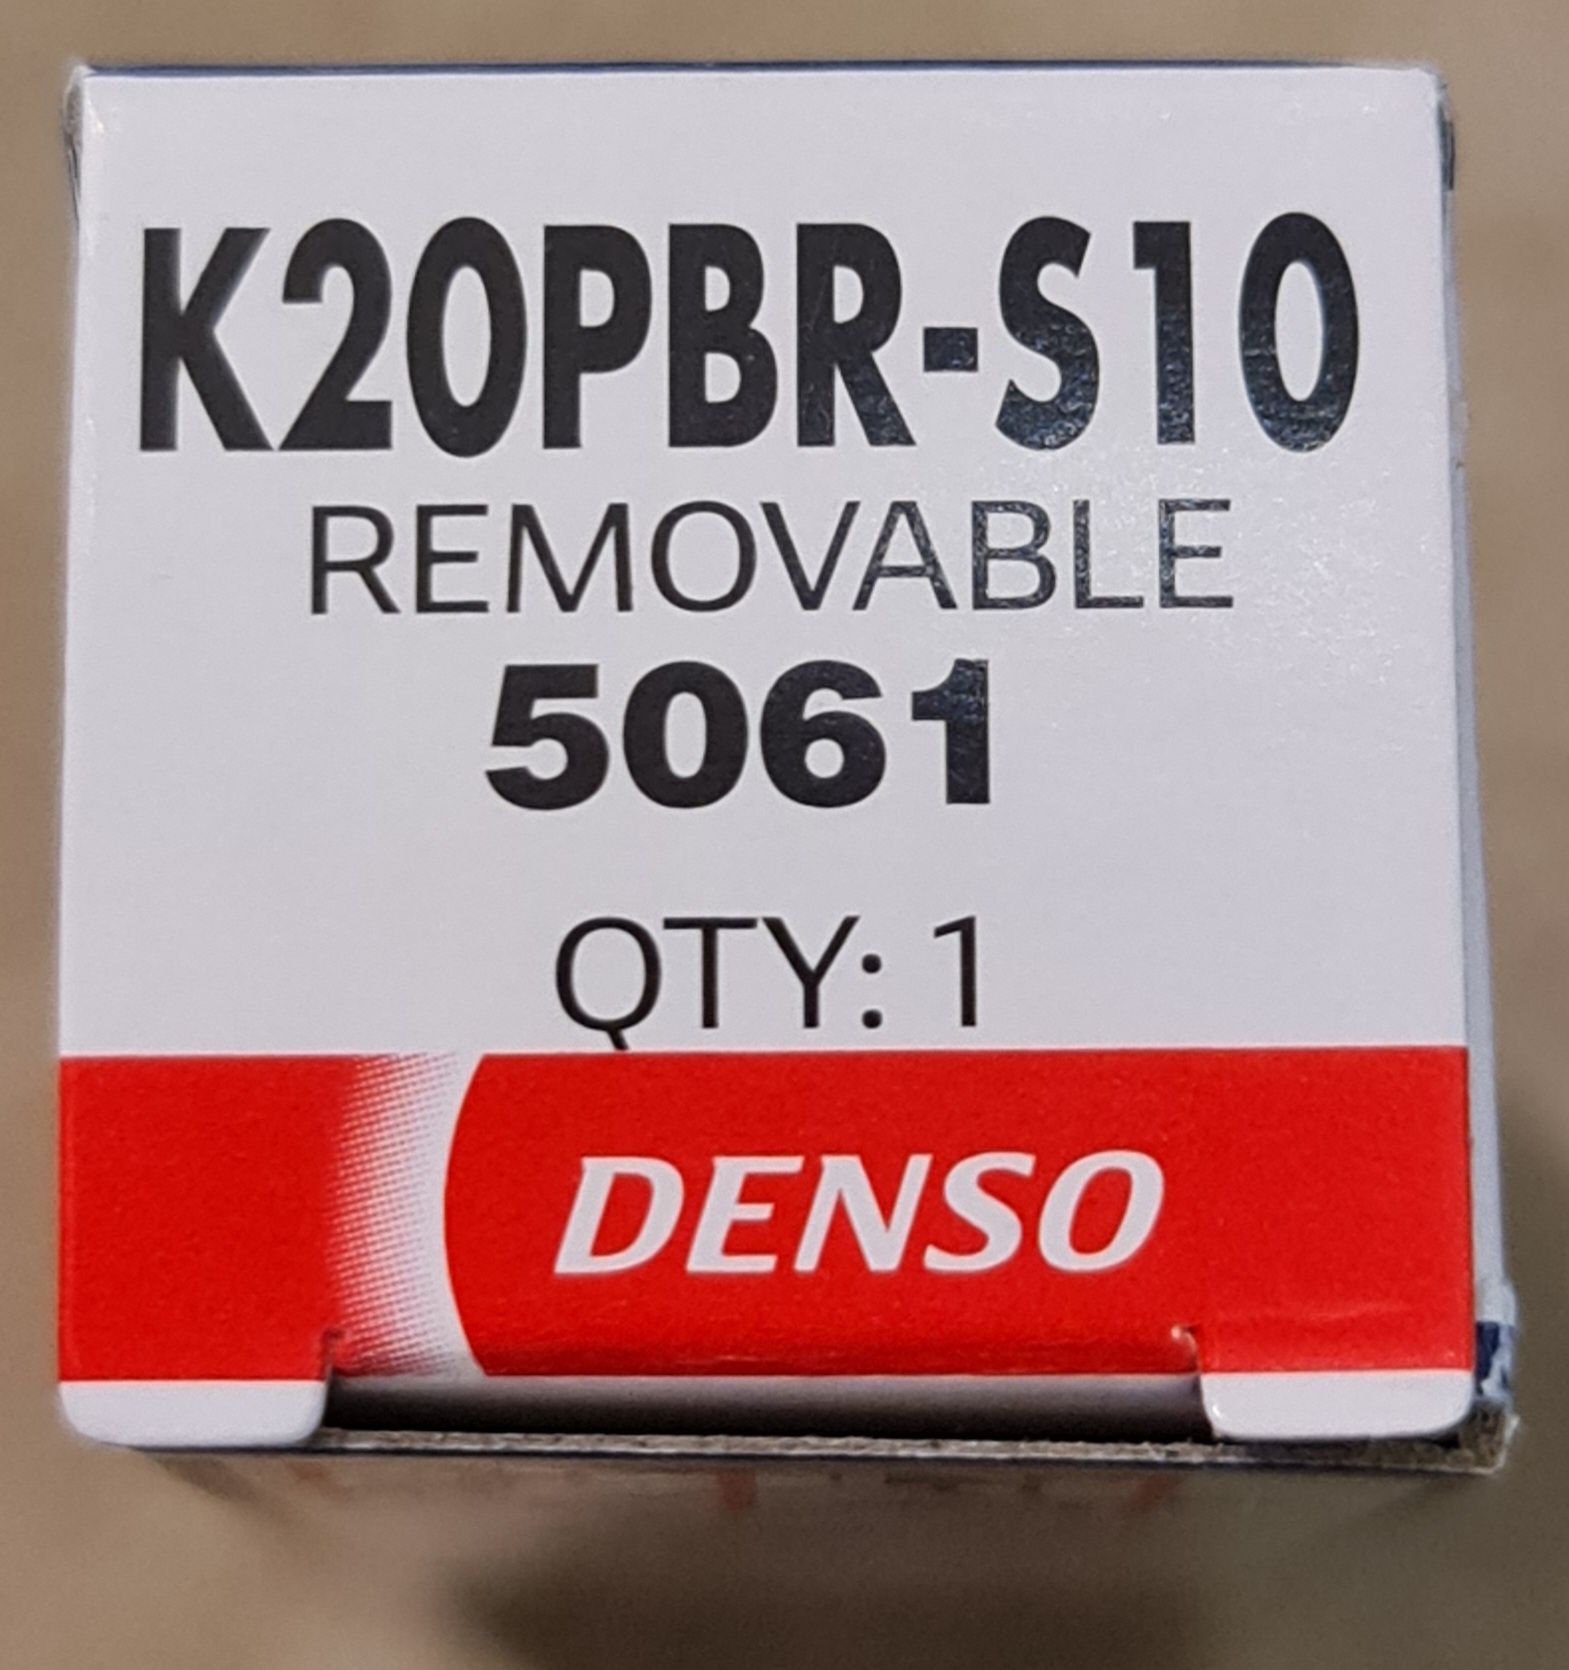 K20PBR-S10
REMOVABLE
5061
QTY: 1
DENSO